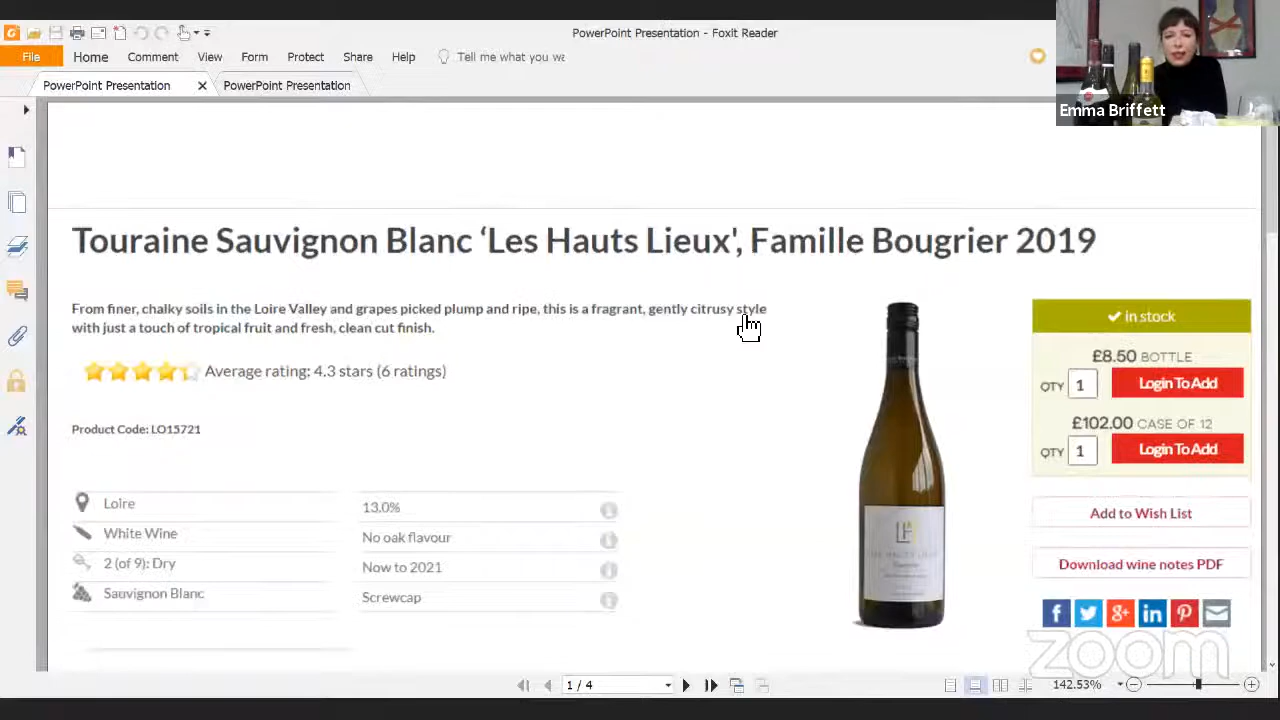 PowerPoint Presentation - Foxit Reader
File Home Comment View Form Protect Share Help Tell me what you wa
PowerPoint Presentation PowerPoint Presentation
Emma Briffett
Touraine Sauvignon Blanc ‘Les Hauts Lieux', Famille Bougrier 2019
From finer, chalky soils in the Loire Valley and grapes picked plump and ripe, this is a fragrant, gently citrusy style
with just a touch of tropical fruit and fresh, clean cut finish.
Average rating: 4.3 stars (6 ratings)
Product Code: LO15721
Loire
White Wine
2 (of 9): Dry
Sauvignon Blanc
13.0%
No oak flavour
Now to 2021
Screwcap
LH
in stock
£8.50 BOTTLE
QTY 1 Login To Add
£102.00 CASE OF 12
QTY 1 Login To Add
Add to Wish List
Download wine notes PDF
zoom
1 / 4
142.53%